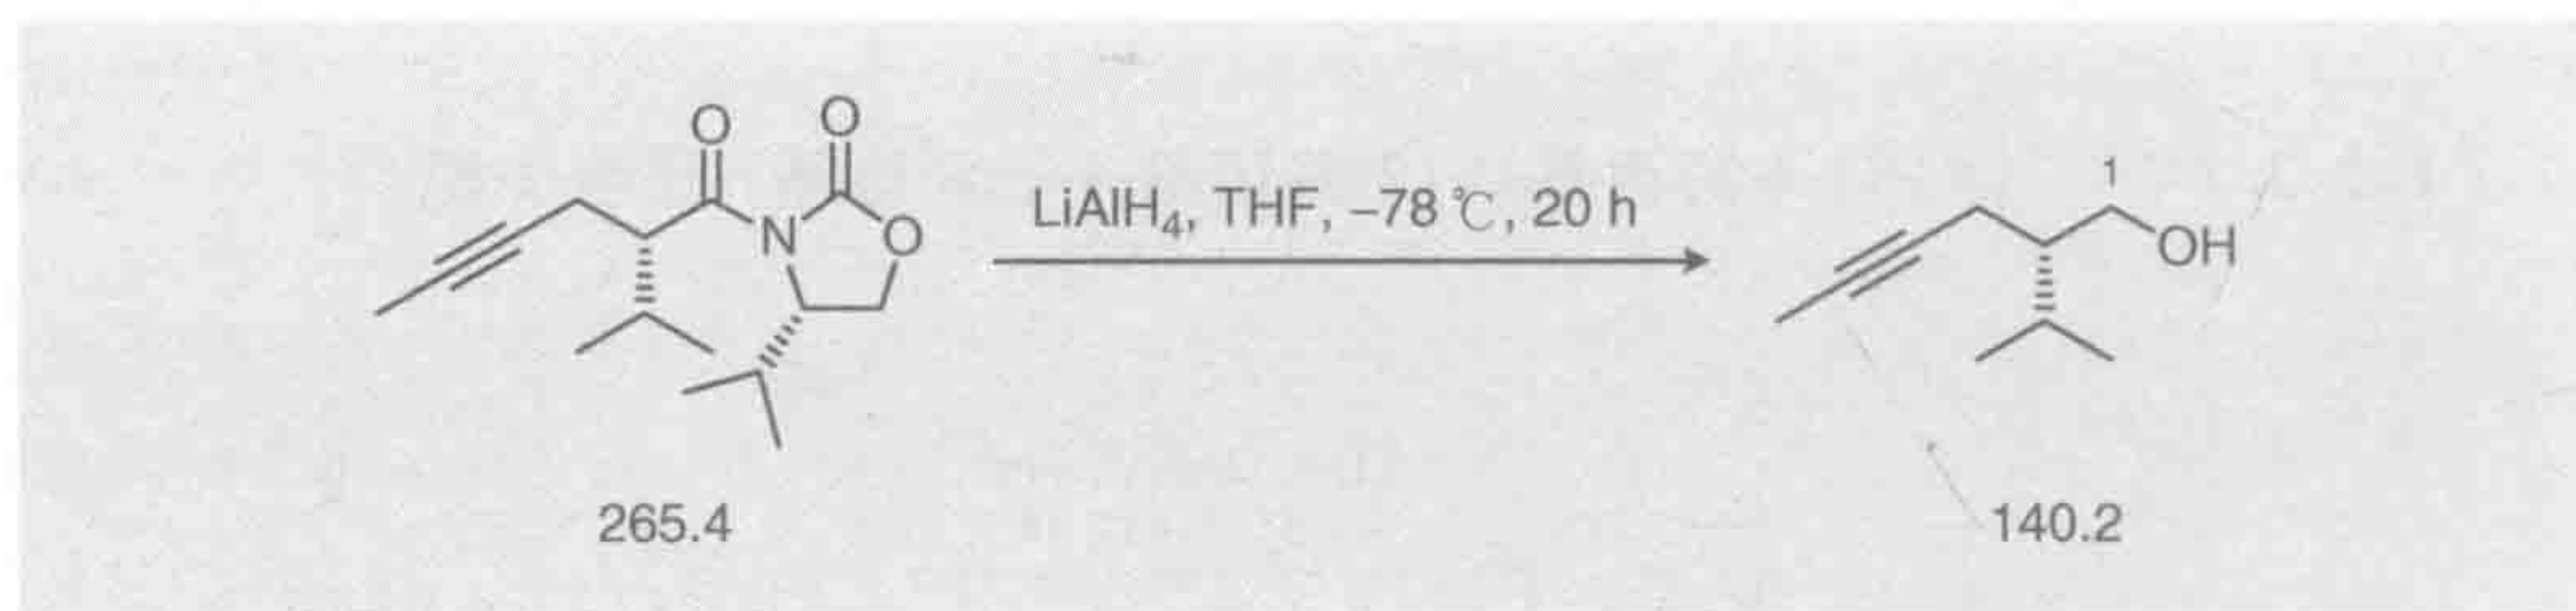 O O
N O
LiAlH₄, THF, –78 ℃, 20 h
1
OH
265.4 140.2